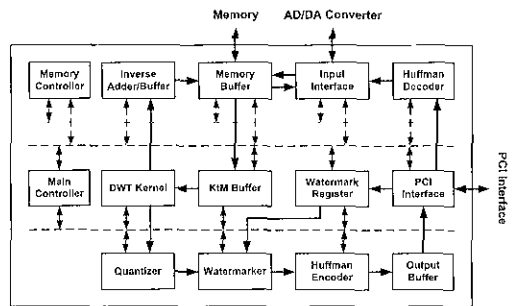 Memory
AD/DA Converter
Memory
Controller
Inverse
Adder/Buffer
Memory
Buffer
Input
Interface
Huffman
Decoder
Main
Controller
DWT Kernel
KtM Buffer
Watermark
Register
PCI
Interface
PCI Interface
Quantizer
Watermarker
Huffman
Encoder
Output
Buffer